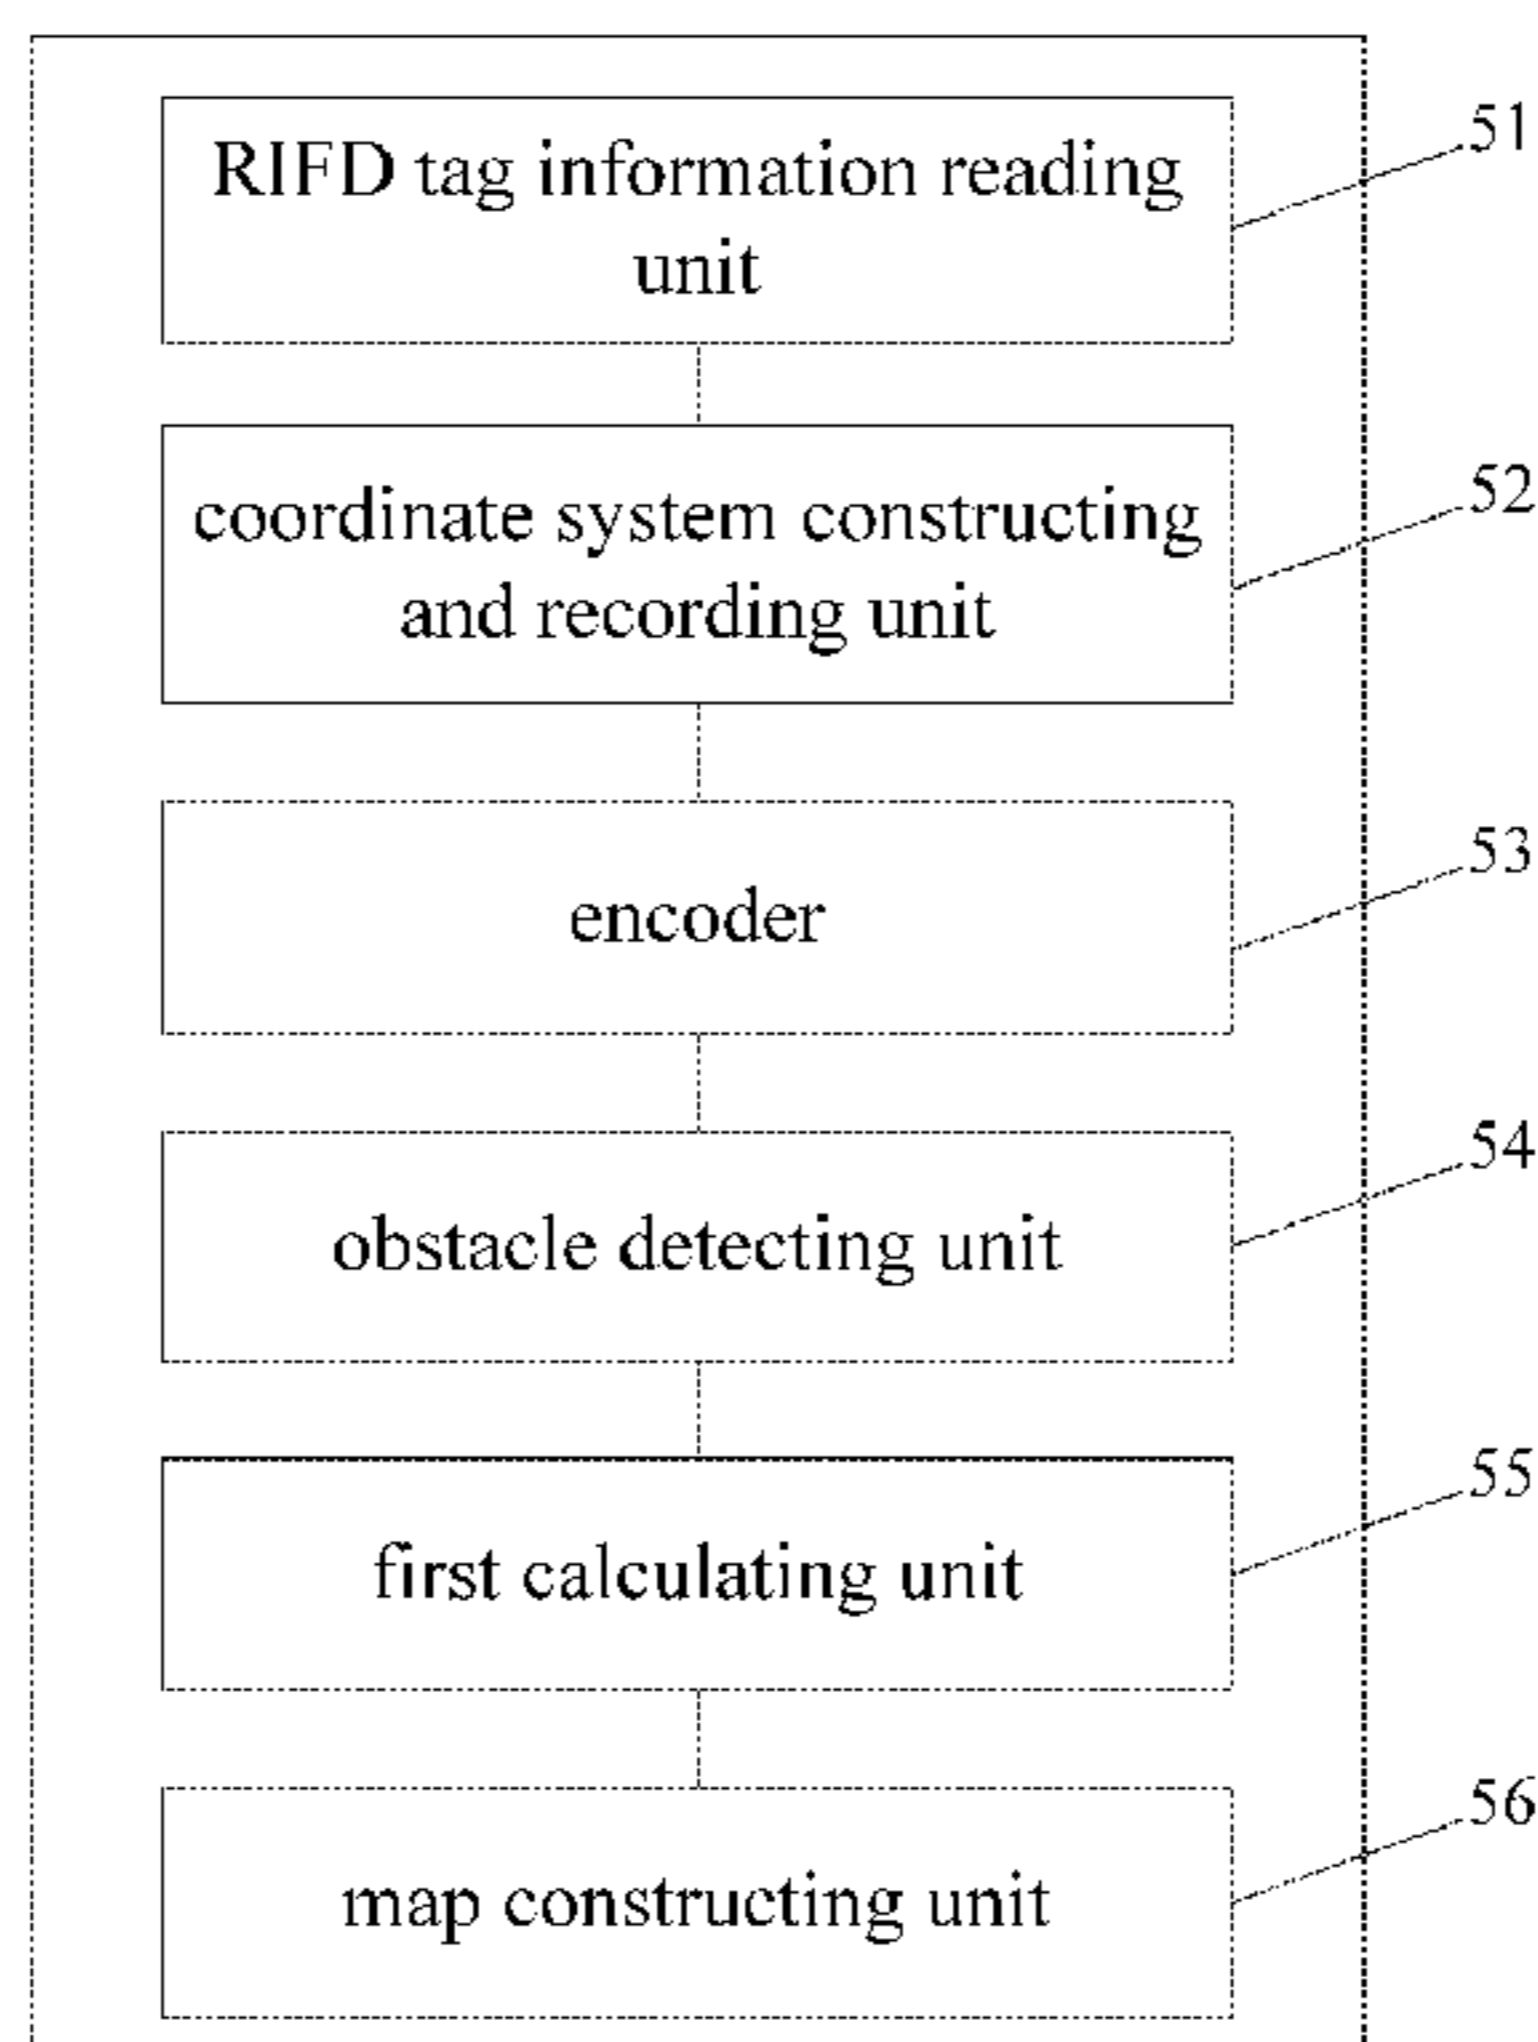 RIFD tag information reading
unit
51
coordinate system constructing
and recording unit
52
encoder
53
obstacle detecting unit
54
first calculating unit
55
map constructing unit
56